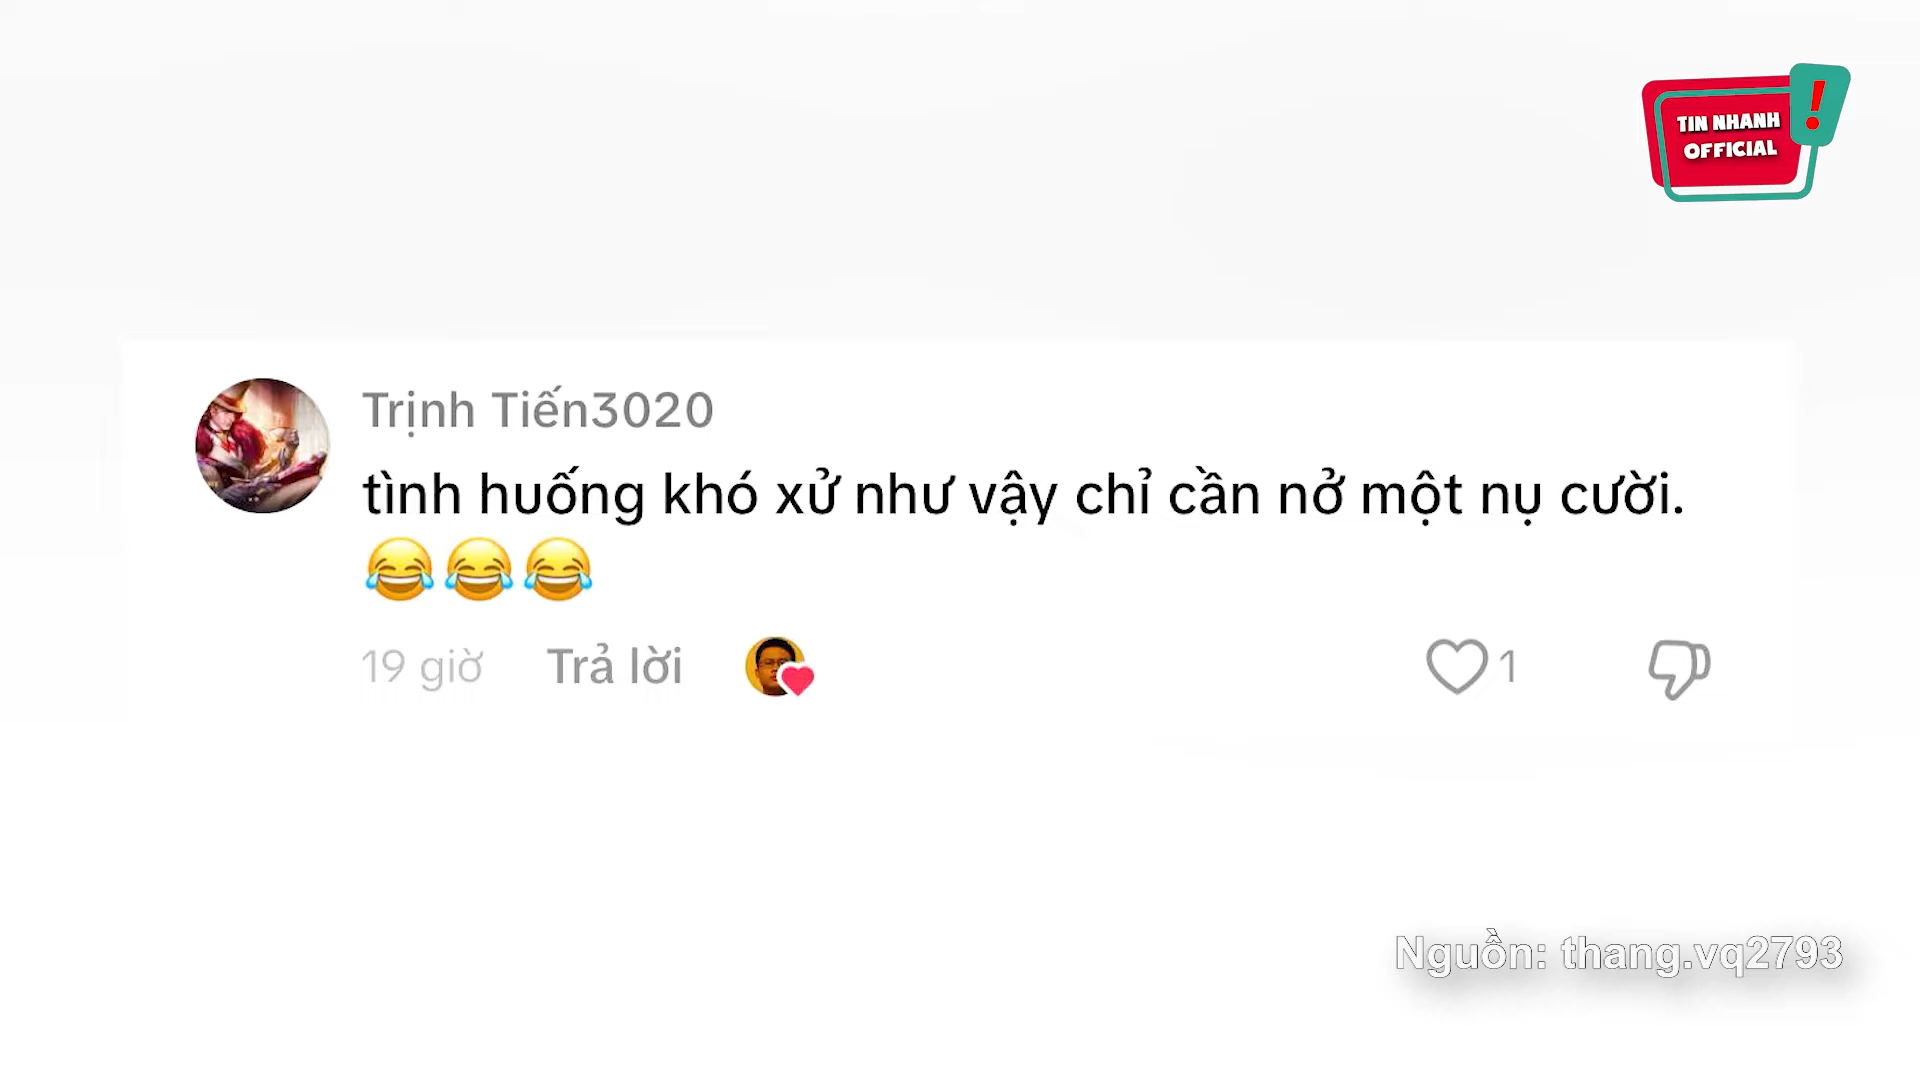 TIN NHANH
OFFICIAL
Trịnh Tiến3020
tình huống khó xử như vậy chỉ cần nở một nụ cười.
😂😂😂
19 giờ Trả lời 1
Nguồn: thang.vq2793